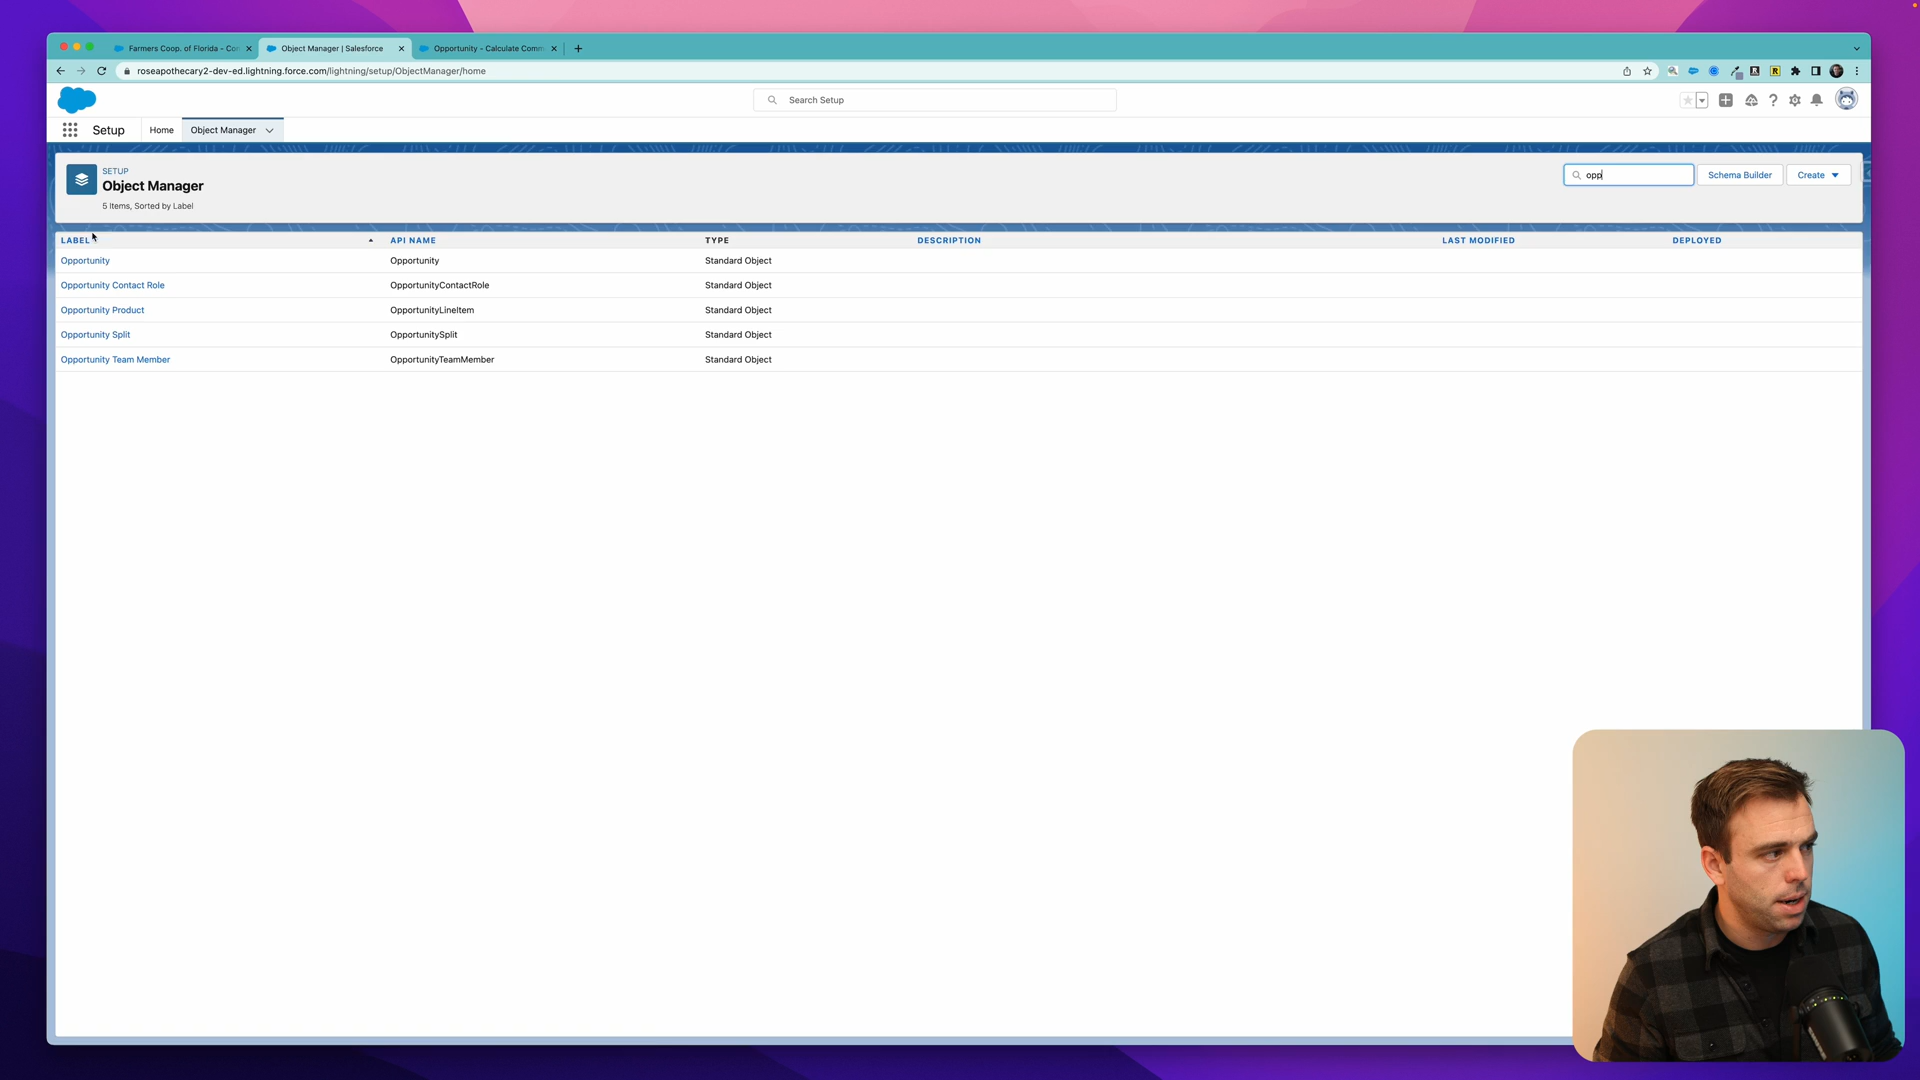 Farmers Coop. of Florida - Con
Object Manager | Salesforce
Opportunity - Calculate Comm
roseapothecary2-dev-ed.lightning.force.com/lightning/setup/ObjectManager/home
Search Setup
Setup
Home
Object Manager
SETUP
Object Manager
5 Items, Sorted by Label
opp
Schema Builder
Create
LABEL API NAME TYPE DESCRIPTION LAST MODIFIED DEPLOYED
Opportunity Opportunity Standard Object
Opportunity Contact Role OpportunityContactRole Standard Object
Opportunity Product OpportunityLineItem Standard Object
Opportunity Split OpportunitySplit Standard Object
Opportunity Team Member OpportunityTeamMember Standard Object